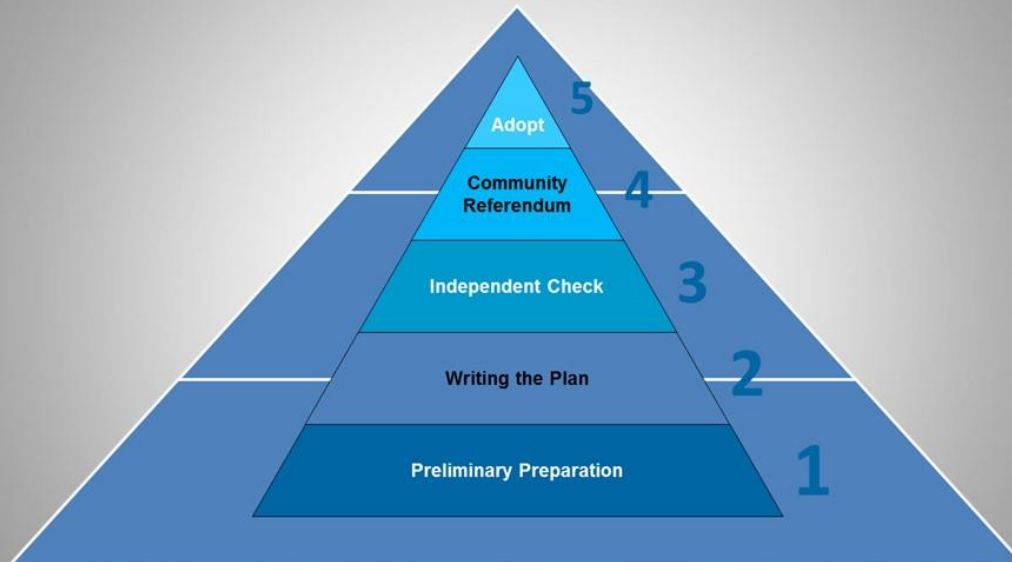 5
Adopt
4
Community
Referendum
3
Independent Check
2
Writing the Plan
1
Preliminary Preparation